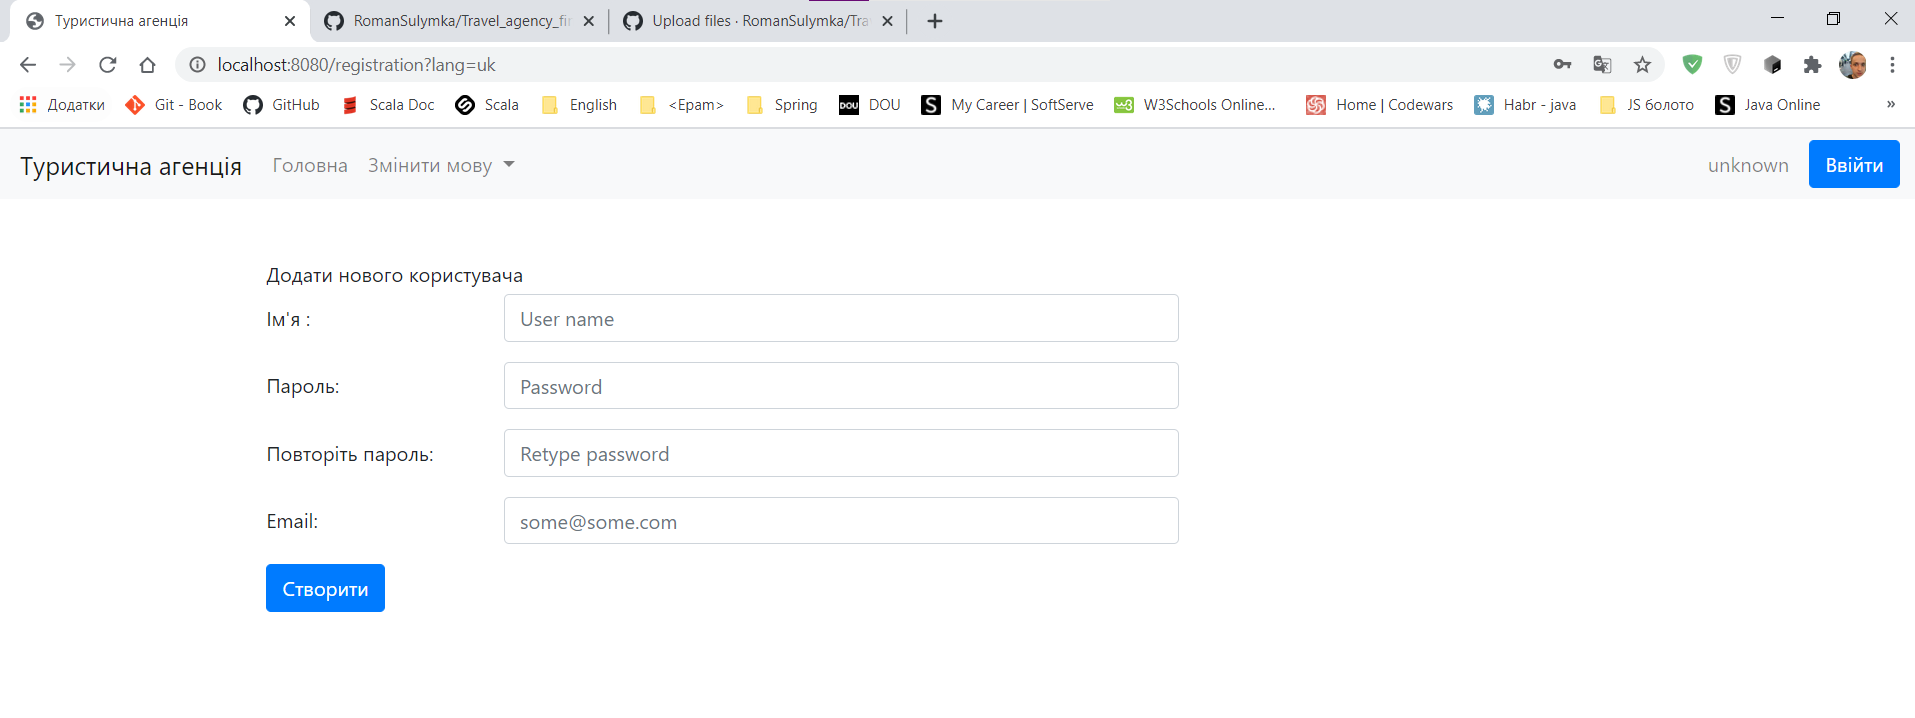 Туристична агенція
RomanSulymka/Travel_agency_fi
Upload files · RomanSulymka/Tra
localhost:8080/registration?lang=uk
Додатки Git - Book GitHub Scala Doc Scala English <Epam> Spring DOU DOU My Career | SoftServe W3Schools Online... Home | Codewars Habr - java JS болото Java Online »
Туристична агенція Головна Змінити мову unknown Ввійти
Додати нового користувача
Ім'я : User name
Пароль: Password
Повторіть пароль: Retype password
Email: some@some.com
Створити